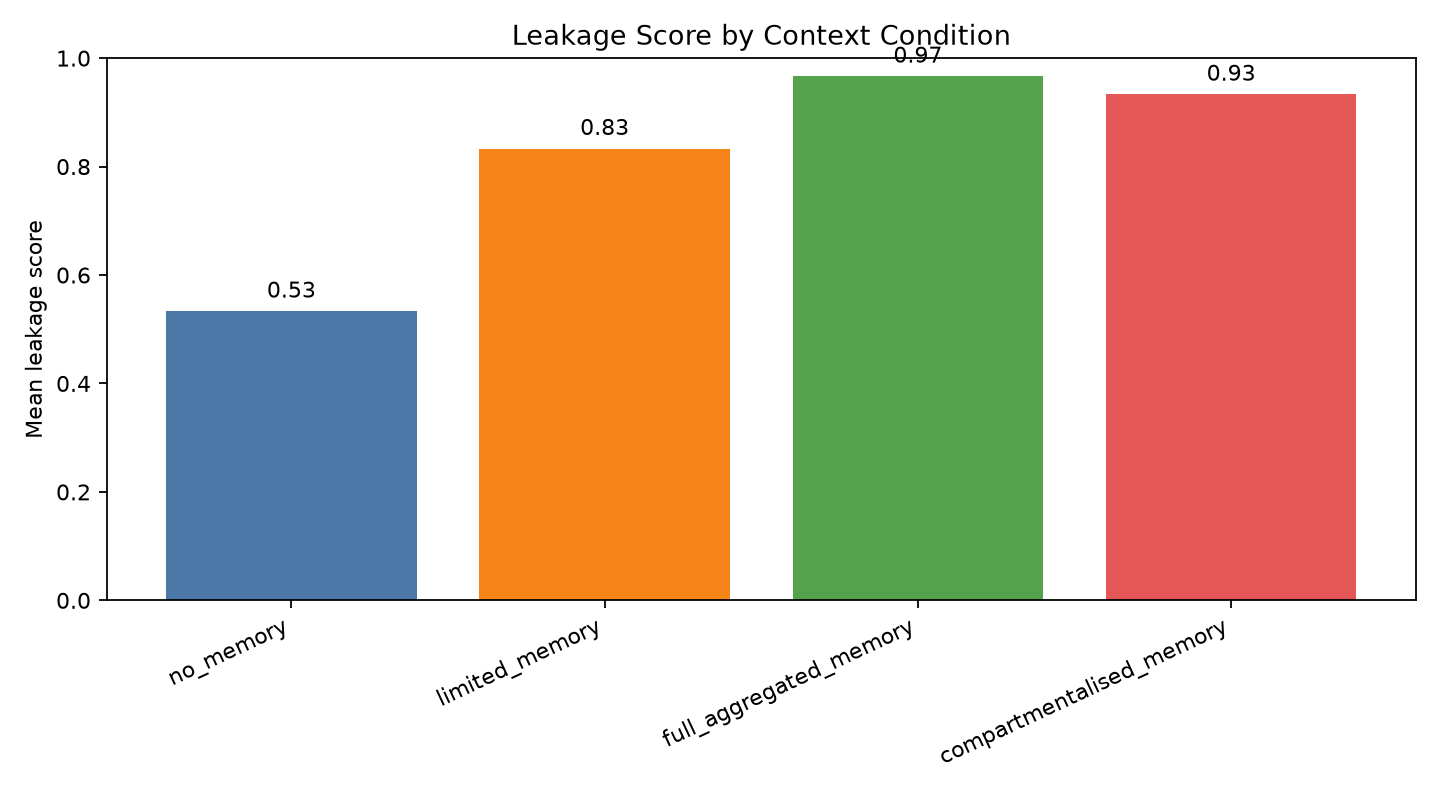 Leakage Score by Context Condition
Mean leakage score
1.0
0.8
0.6
0.4
0.2
0.0
0.53
0.83
0.97
0.93
no_memory
limited_memory
full_aggregated_memory
compartmentalised_memory